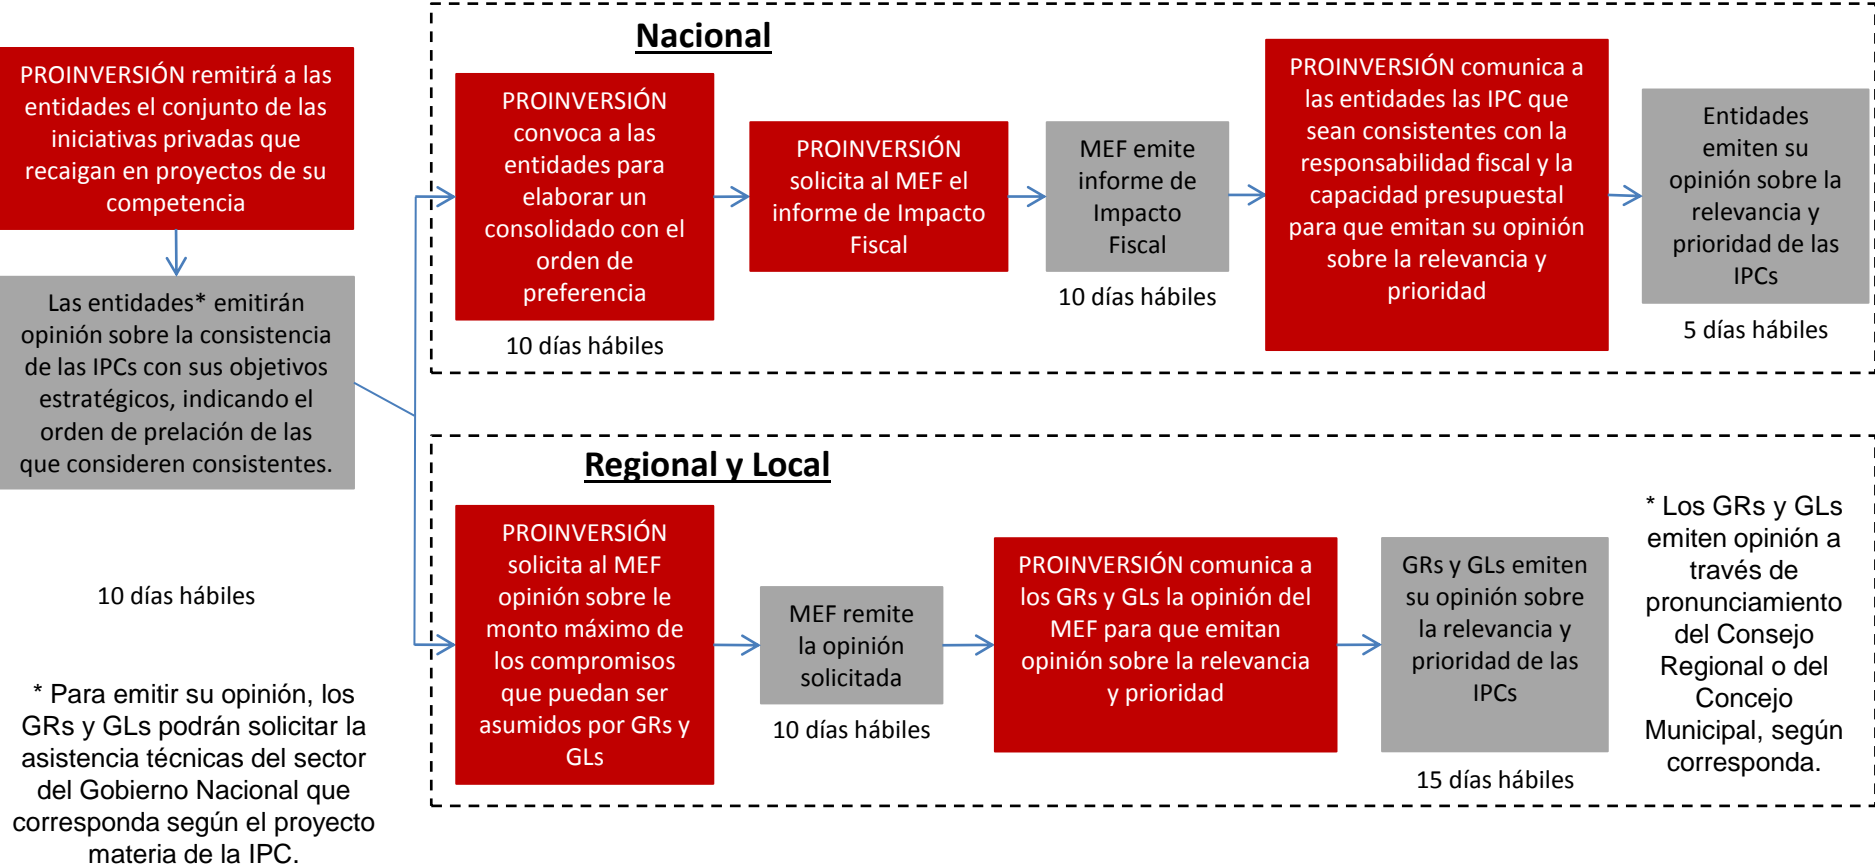 PROINVERSIÓN remitirá a las
entidades el conjunto de las
iniciativas privadas que
recaigan en proyectos de su
competencia
Las entidades* emitirán
opinión sobre la consistencia
de las IPCs con sus objetivos
estratégicos, indicando el
orden de prelación de las
que consideren consistentes.
10 días hábiles
* Para emitir su opinión, los
GRs y GLs podrán solicitar la
asistencia técnicas del sector
del Gobierno Nacional que
corresponda según el proyecto
materia de la IPC.
Nacional
PROINVERSIÓN
convoca a las
entidades para
elaborar un
consolidado con el
orden de
preferencia
10 días hábiles
PROINVERSIÓN
solicita al MEF el
informe de Impacto
Fiscal
MEF emite
informe de
Impacto
Fiscal
10 días hábiles
PROINVERSIÓN comunica a
las entidades las IPC que
sean consistentes con la
responsabilidad fiscal y la
capacidad presupuestal
para que emitan su opinión
sobre la relevancia y
prioridad
Entidades
emiten su
opinión sobre la
relevancia y
prioridad de las
IPCs
5 días hábiles
Regional y Local
PROINVERSIÓN
solicita al MEF
opinión sobre le
monto máximo de
los compromisos
que puedan ser
asumidos por GRs y
GLs
MEF remite
la opinión
solicitada
10 días hábiles
PROINVERSIÓN comunica a
los GRs y GLs la opinión del
MEF para que emitan
opinión sobre la relevancia
y prioridad
GRs y GLs emiten
su opinión sobre
la relevancia y
prioridad de las
IPCs
15 días hábiles
* Los GRs y GLs
emiten opinión a
través de
pronunciamiento
del Consejo
Regional o del
Concejo
Municipal, según
corresponda.